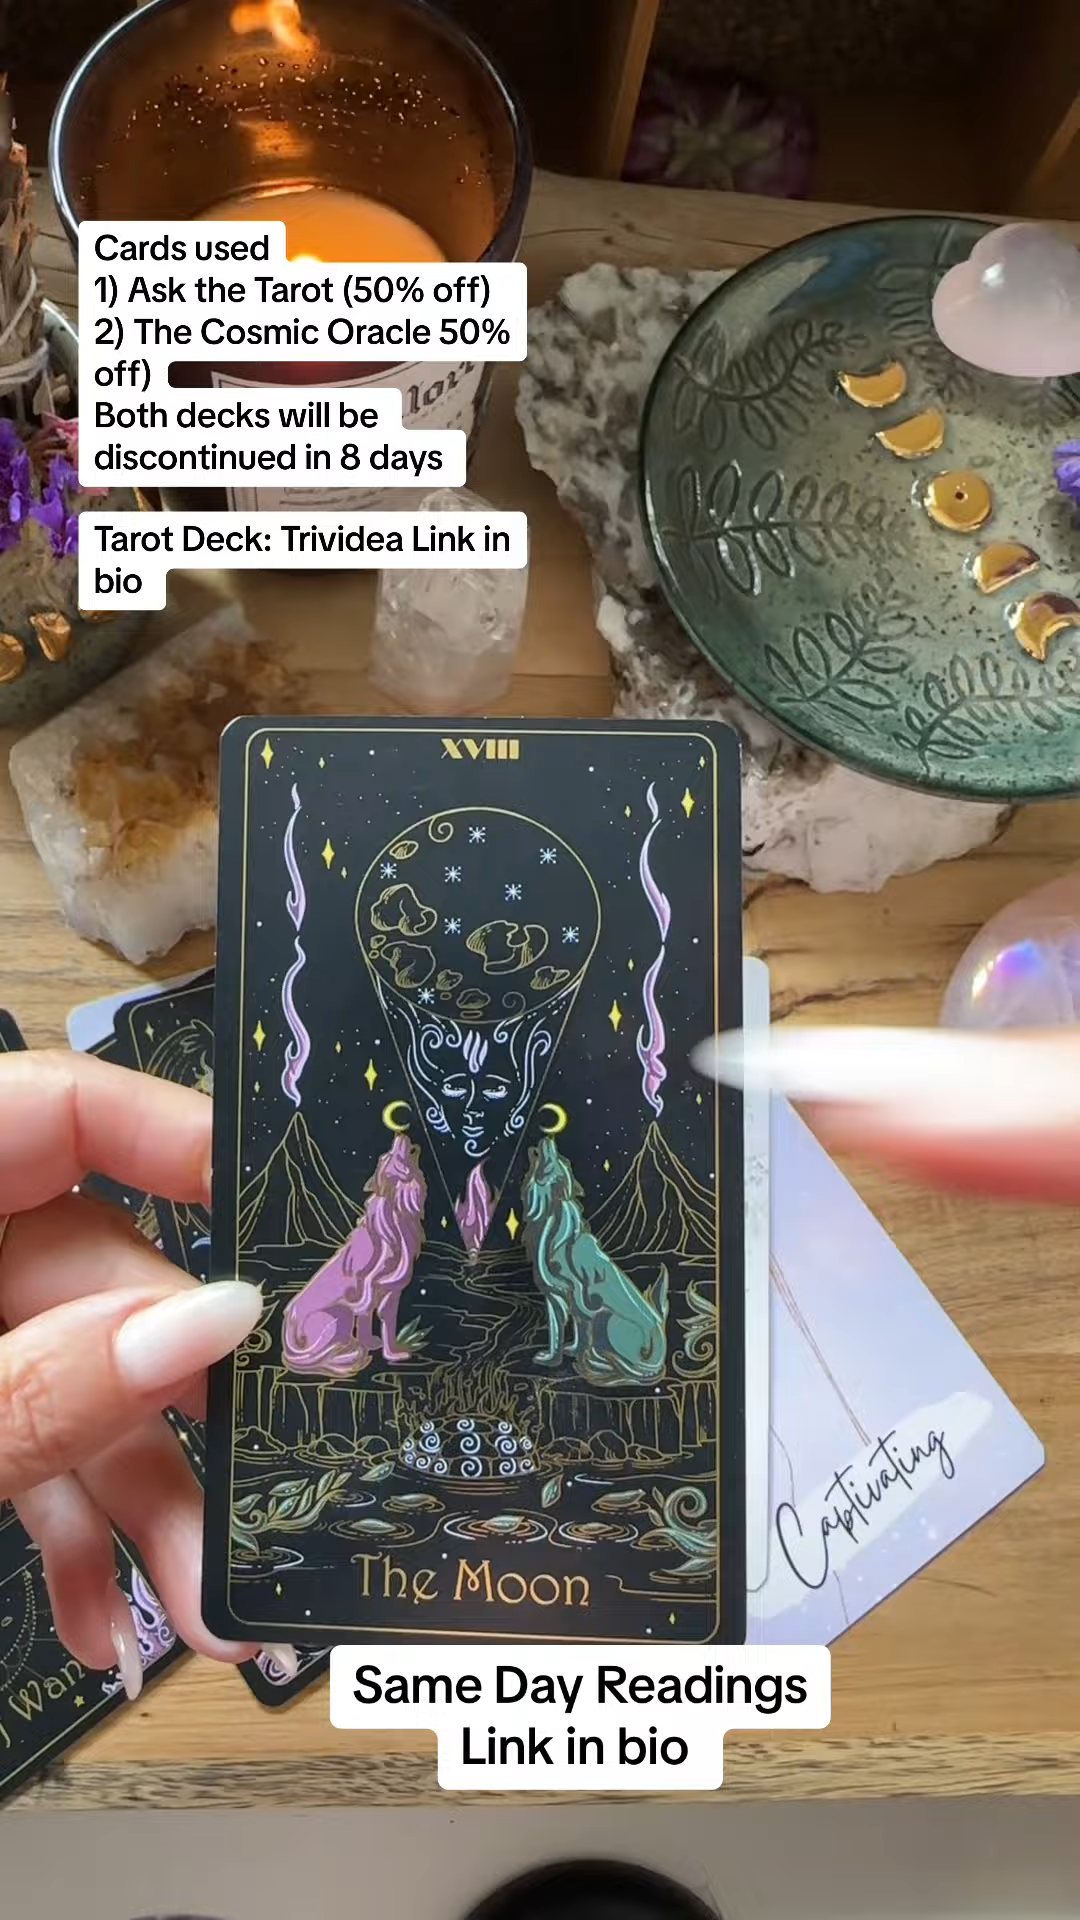 Cards used
1) Ask the Tarot (50% off)
2) The Cosmic Oracle 50%
off)
Both decks will be
discontinued in 8 days
Tarot Deck: Trividea Link in
bio
XVIII
The Moon
Captivating
Same Day Readings
Link in bio